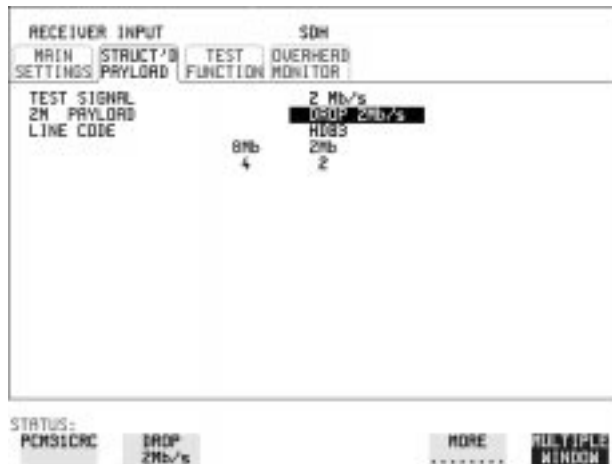 RECEIVER INPUT SDH
MAIN SETTINGS STRUCT'D PAYLOAD TEST FUNCTION OVERHEAD MONITOR
TEST SIGNAL 2 Mb/s
2M PAYLOAD DROP 2Mb/s
LINE CODE HDB3
8Mb 2Mb
4 2
STATUS:
PCM31CRC DROP 2Mb/s MORE ........ MULTIPLE WINDOW